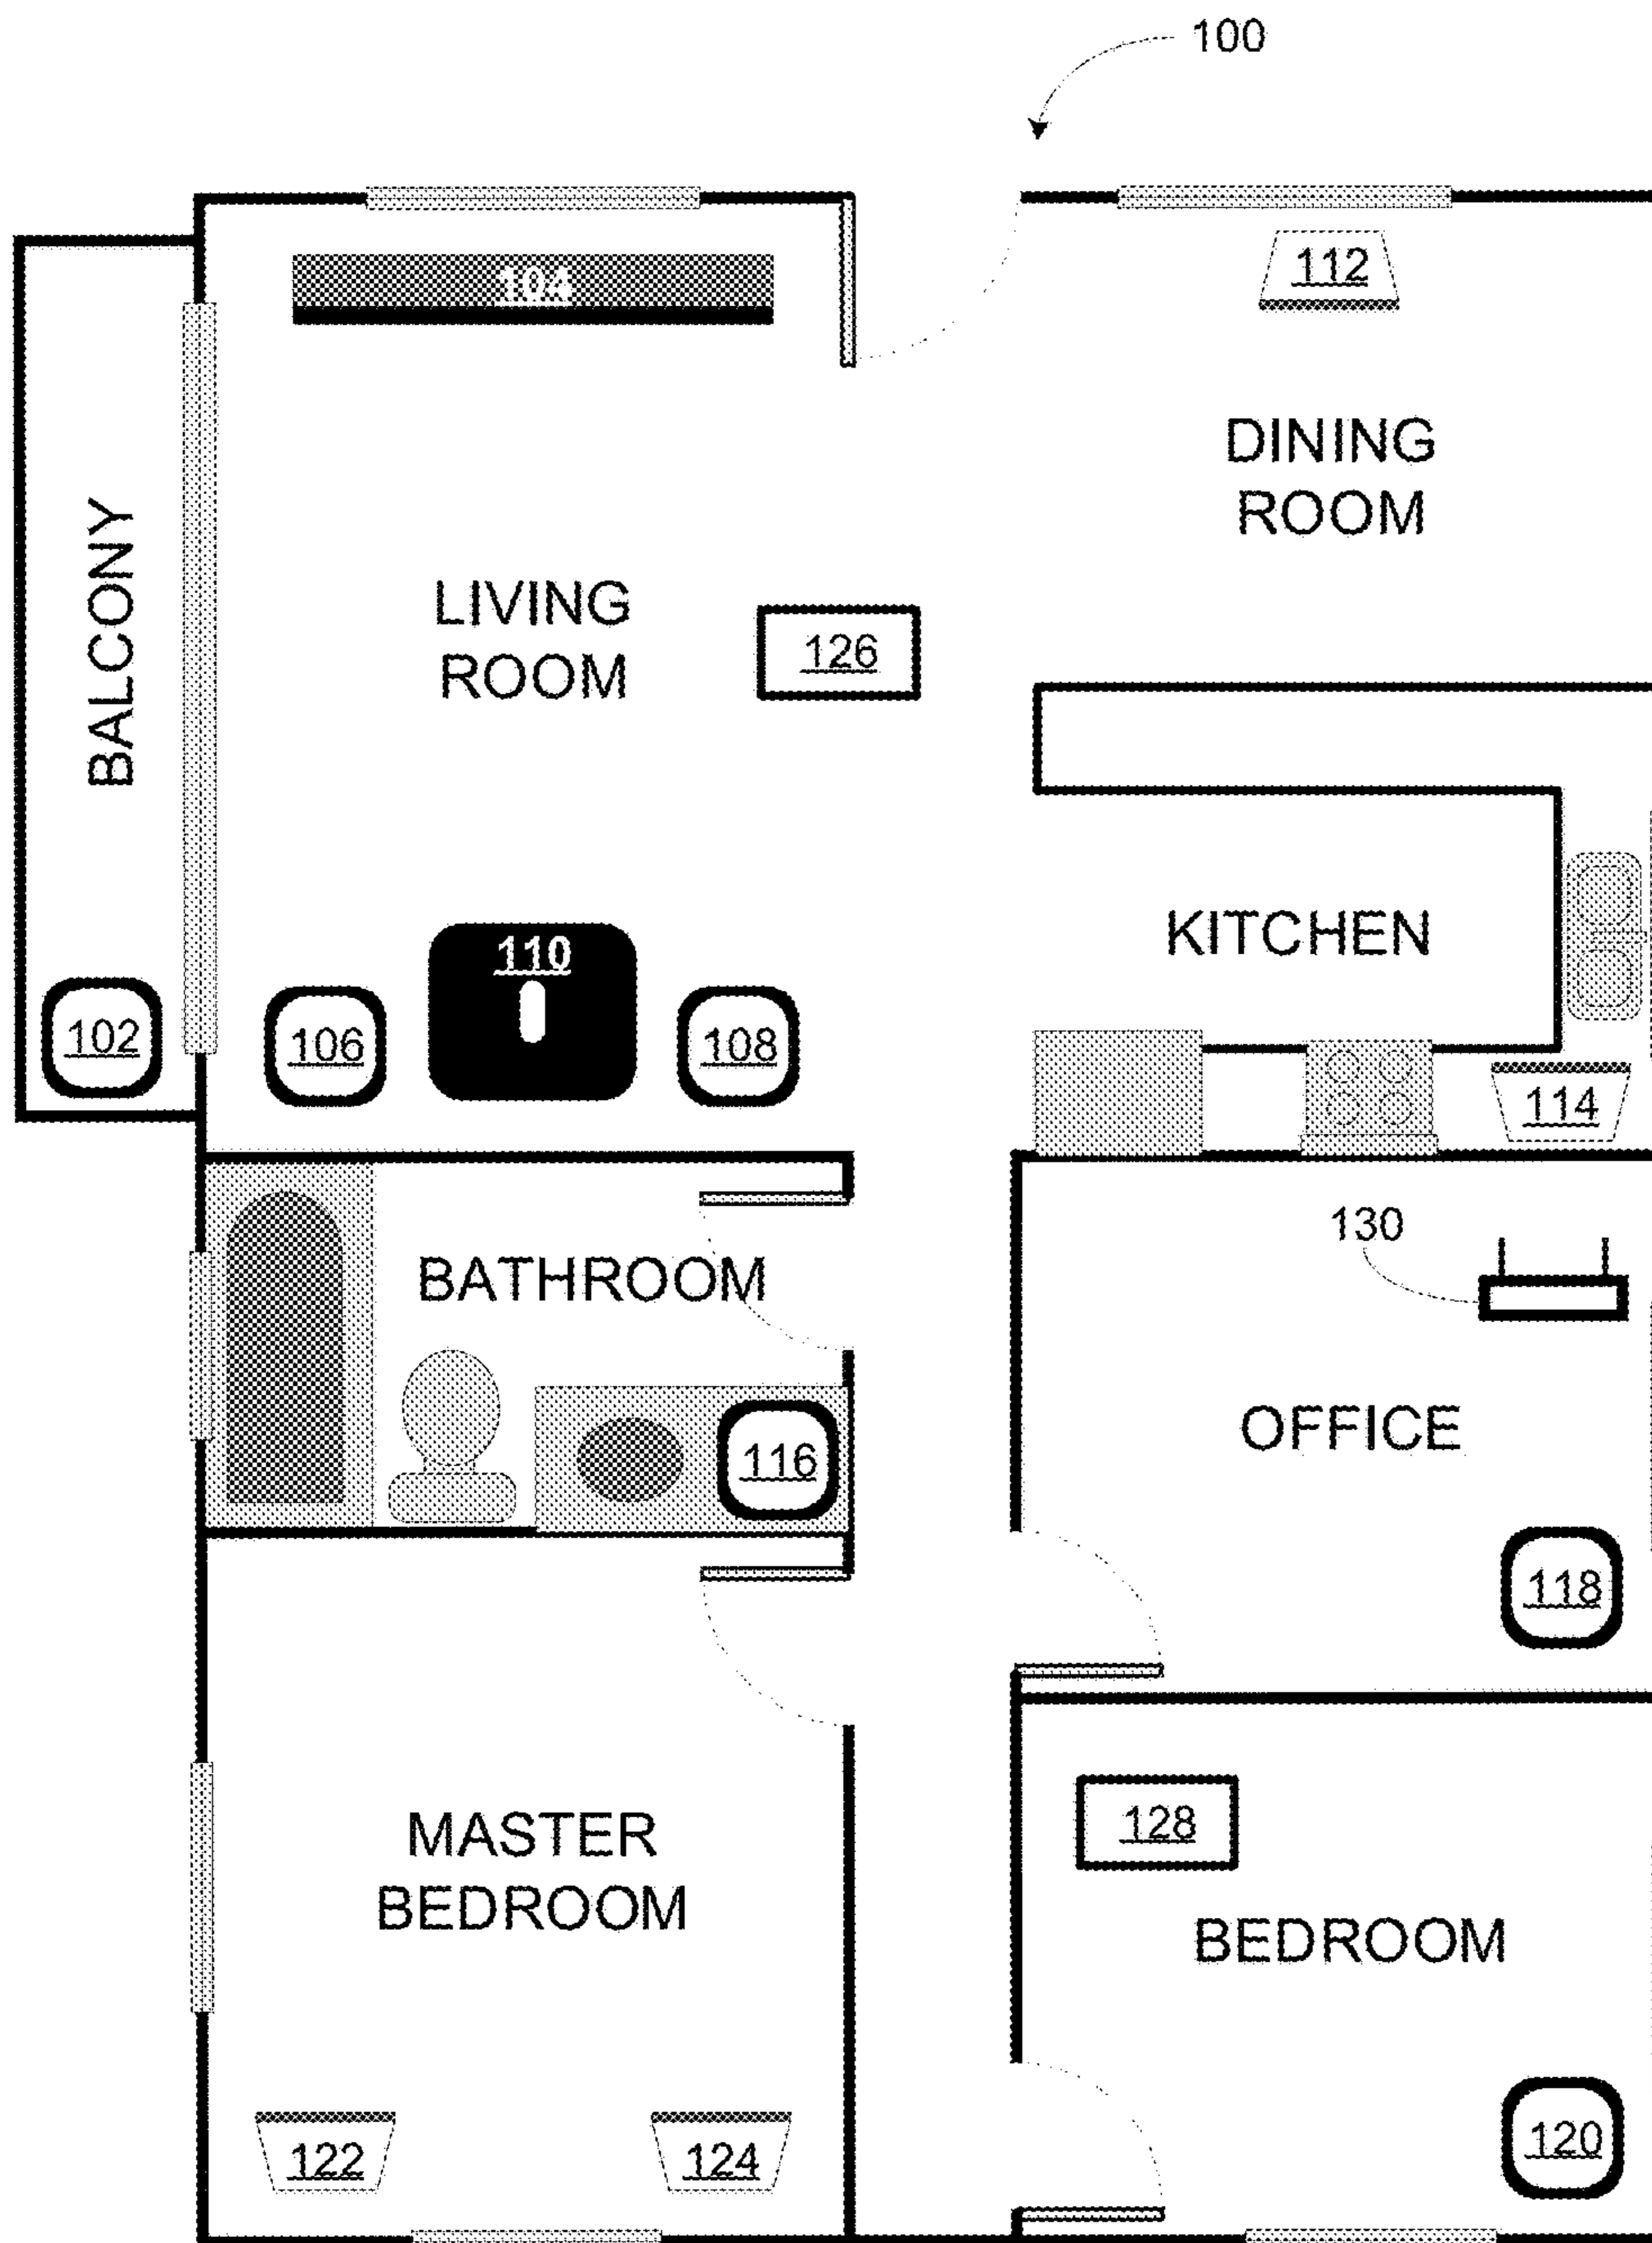 100
104
112
DINING
ROOM
BALCONY
LIVING
ROOM
126
KITCHEN
110
102
106
108
114
130
BATHROOM
OFFICE
116
118
128
MASTER
BEDROOM
BEDROOM
120
122
124